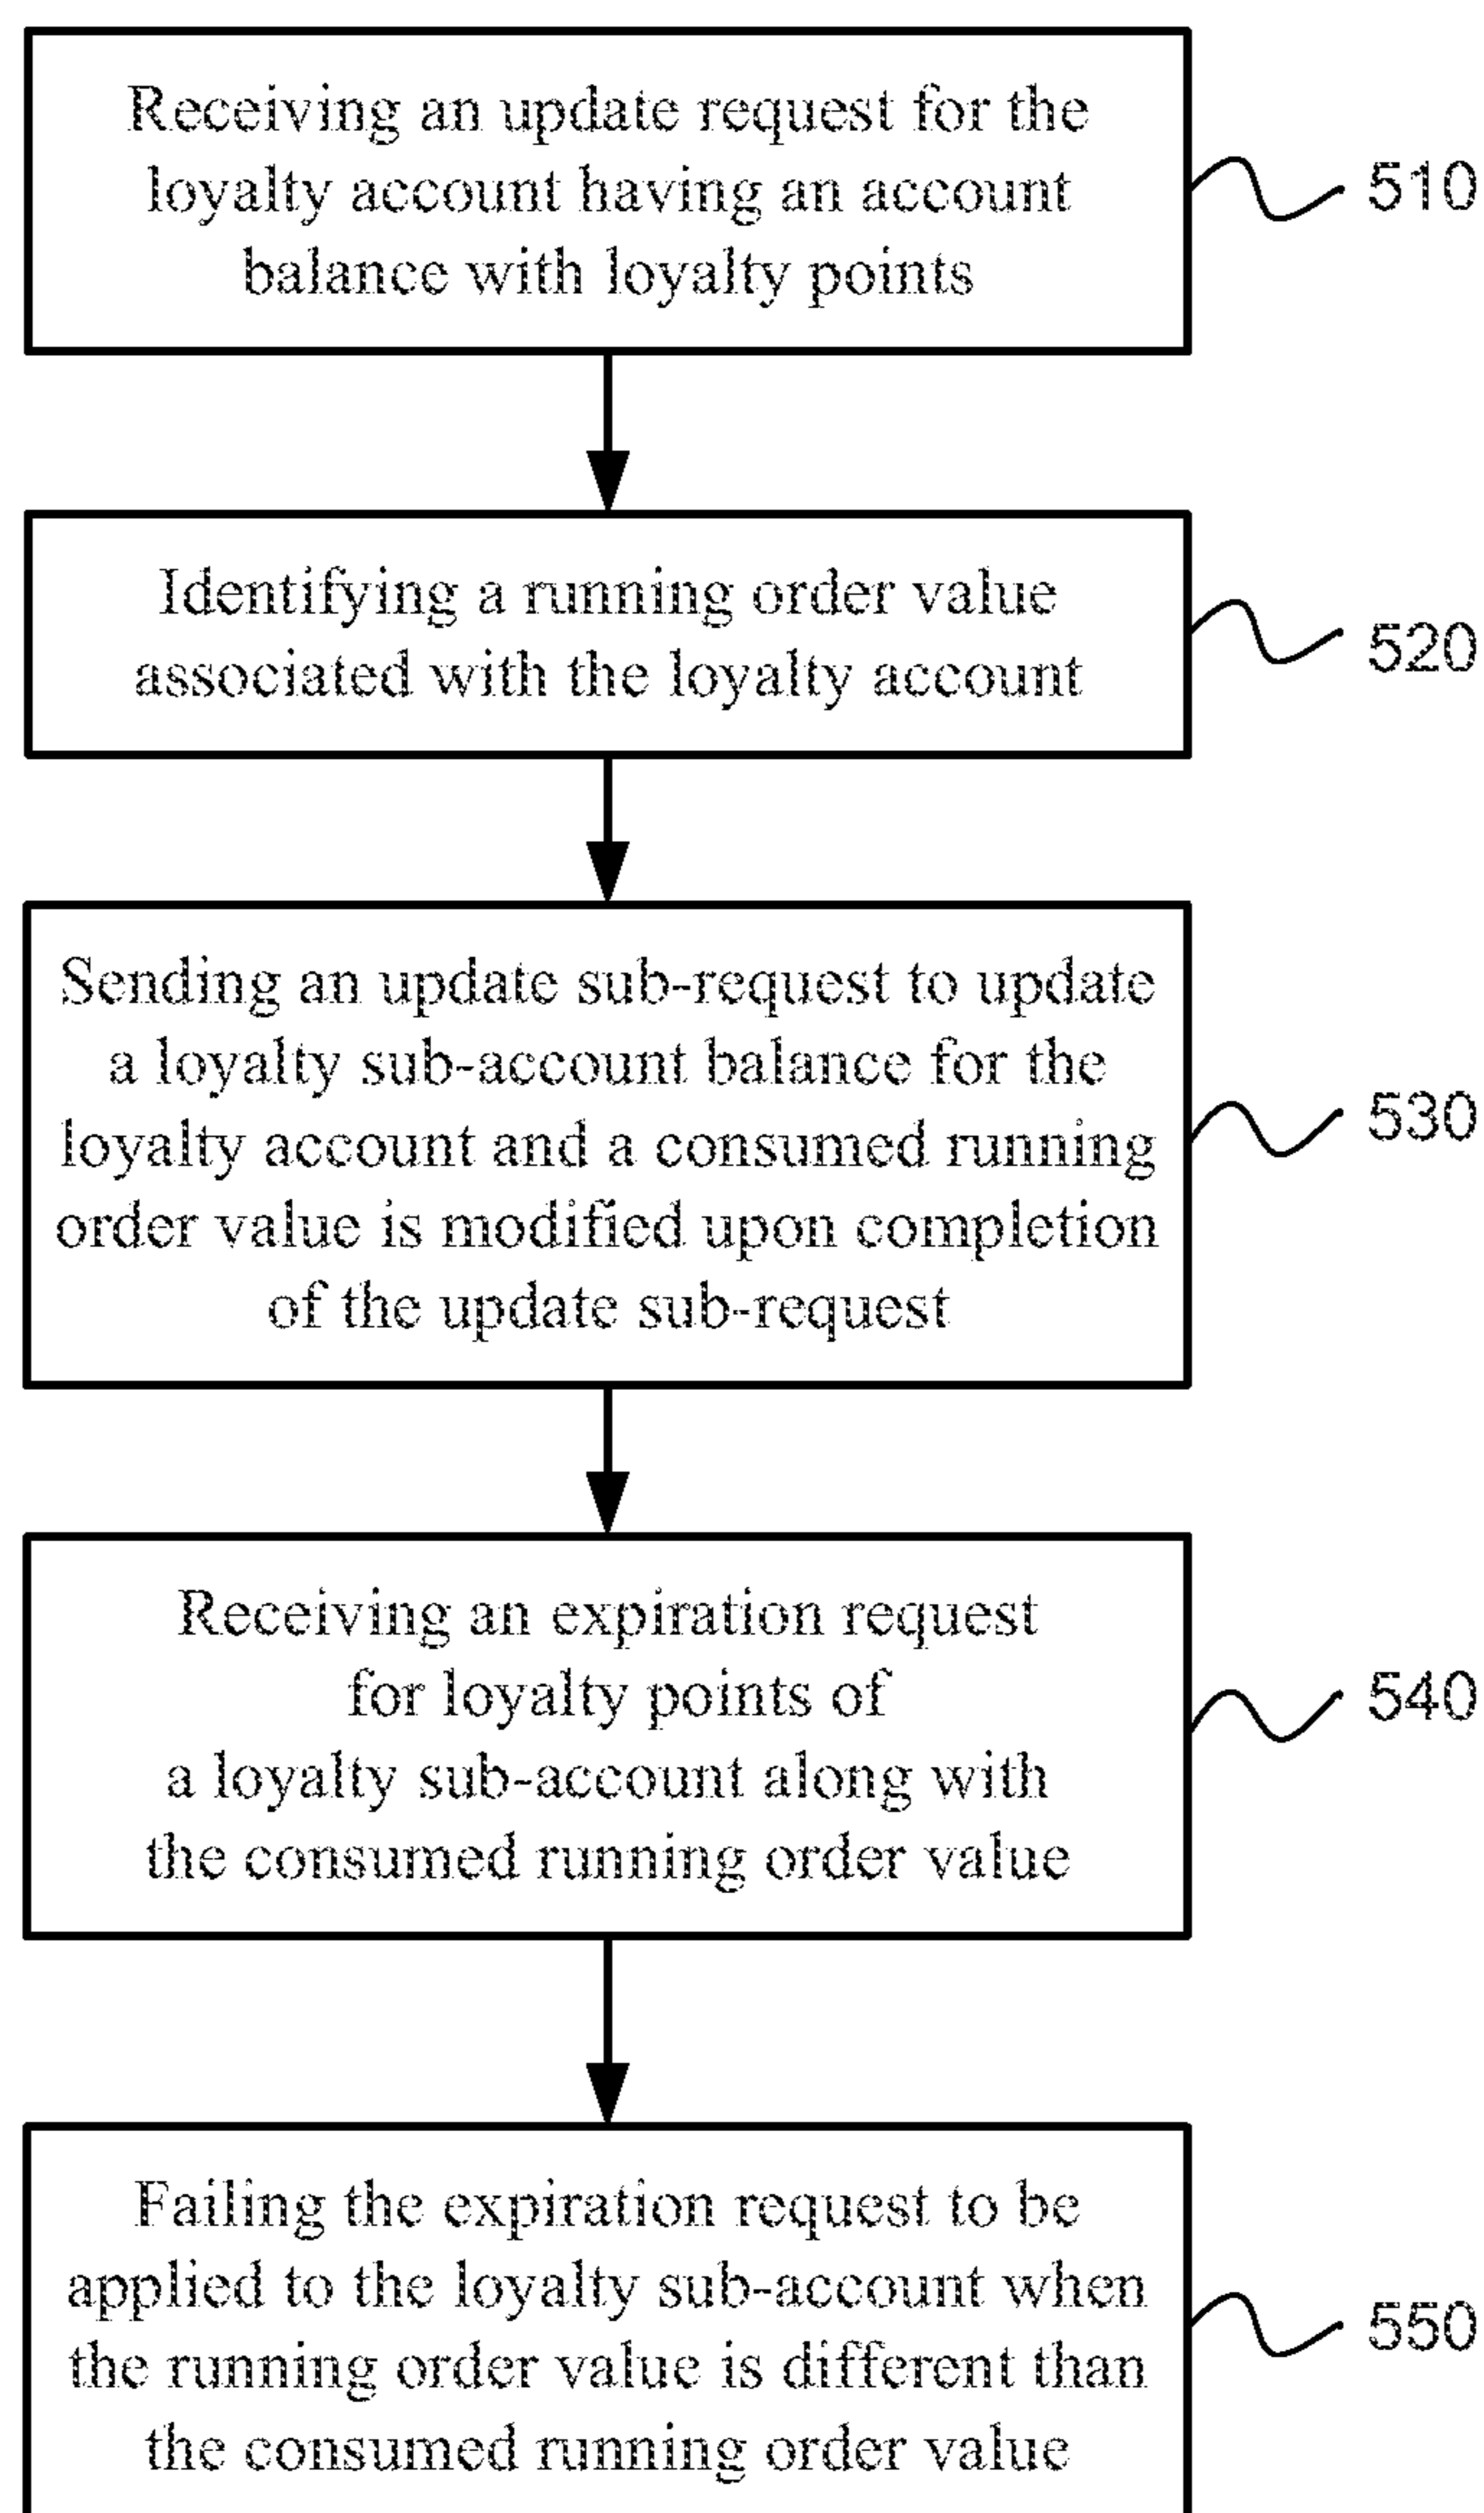 Receiving an update request for the
loyalty account having an account
balance with loyalty points
510
Identifying a running order value
associated with the loyalty account
520
Sending an update sub-request to update
a loyalty sub-account balance for the
loyalty account and a consumed running
order value is modified upon completion
of the update sub-request
530
Receiving an expiration request
for loyalty points of
a loyalty sub-account along with
the consumed running order value
540
Failing the expiration request to be
applied to the loyalty sub-account when
the running order value is different than
the consumed running order value
550